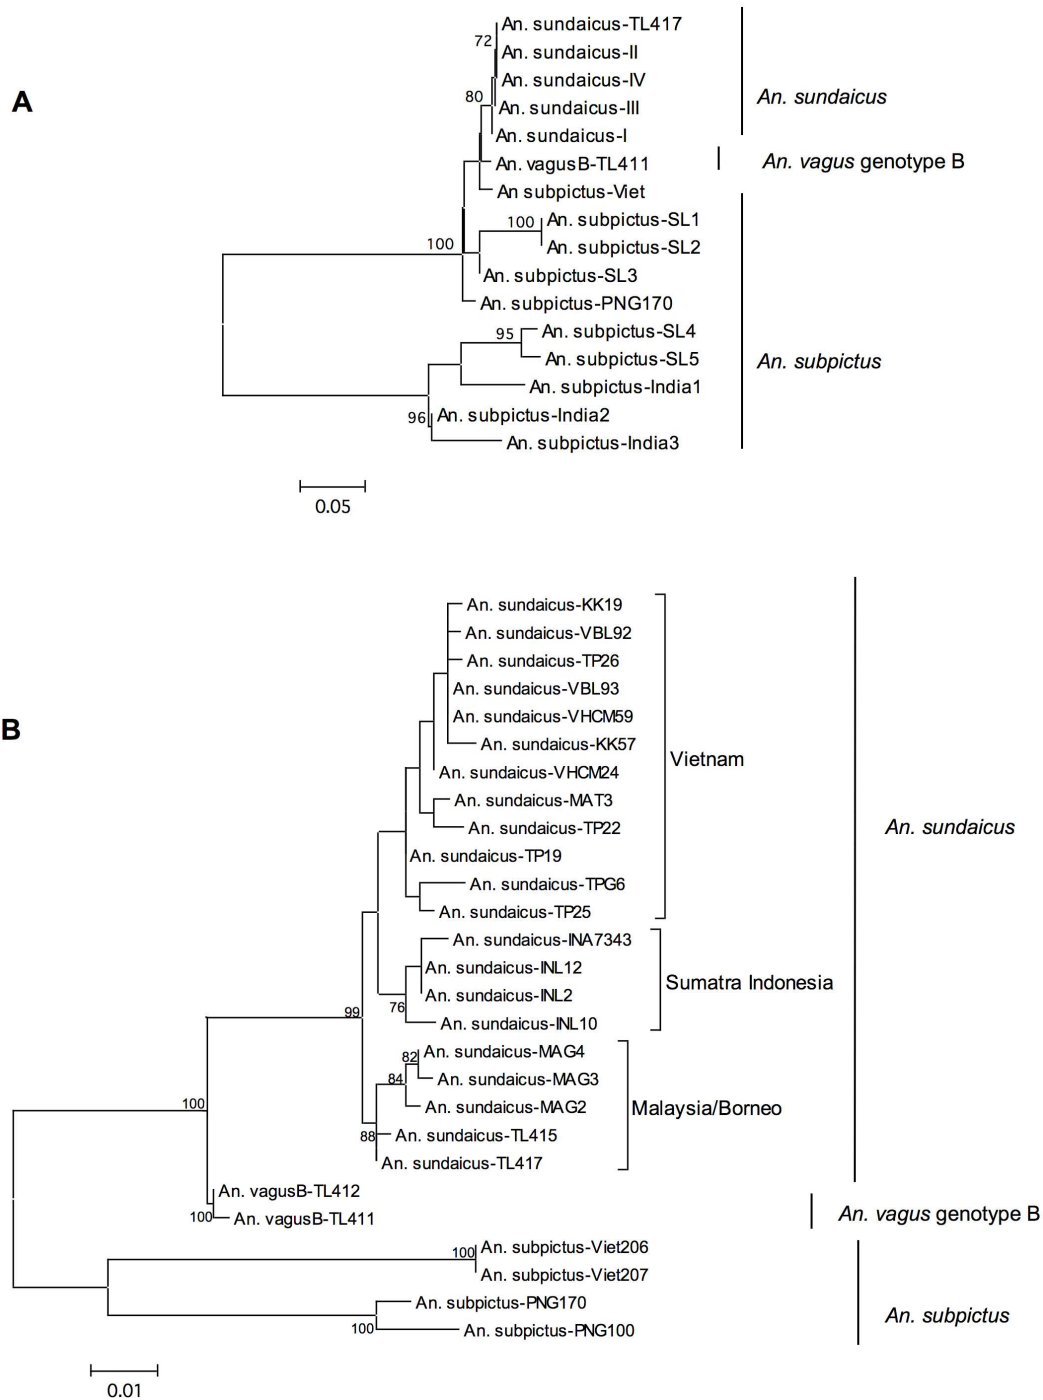 A
72
An. sundaicus-TL417
An. sundaicus-II
An. sundaicus-IV
80
An. sundaicus-III
An. sundaicus-I
An. sundaicus
An. vagusB-TL411
An. vagus genotype B
An subpictus-Viet
100
An. subpictus-SL1
An. subpictus-SL2
100
An. subpictus-SL3
An. subpictus-PNG170
95
An. subpictus-SL4
An. subpictus-SL5
An. subpictus
An. subpictus-India1
96
An. subpictus-India2
An. subpictus-India3
0.05
B
An. sundaicus-KK19
An. sundaicus-VBL92
An. sundaicus-TP26
An. sundaicus-VBL93
An. sundaicus-VHCM59
An. sundaicus-KK57
Vietnam
An. sundaicus-VHCM24
An. sundaicus-MAT3
An. sundaicus-TP22
An. sundaicus
An. sundaicus-TP19
An. sundaicus-TPG6
An. sundaicus-TP25
An. sundaicus-INA7343
An. sundaicus-INL12
Sumatra Indonesia
An. sundaicus-INL2
76
An. sundaicus-INL10
99
82
An. sundaicus-MAG4
84
An. sundaicus-MAG3
An. sundaicus-MAG2
Malaysia/Borneo
100
88
An. sundaicus-TL415
An. sundaicus-TL417
An. vagusB-TL412
100
An. vagusB-TL411
An. vagus genotype B
100
An. subpictus-Viet206
An. subpictus-Viet207
An. subpictus-PNG170
An. subpictus
100
An. subpictus-PNG100
0.01